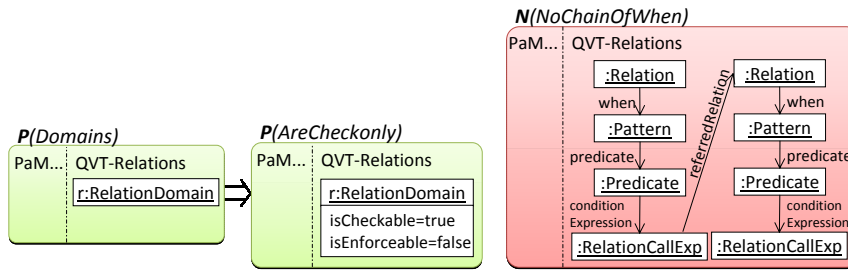 P(Domains)
PaM...
QVT-Relations
r:RelationDomain
P(AreCheckonly)
PaM...
QVT-Relations
r:RelationDomain
isCheckable=true
isEnforceable=false
N(NoChainOfWhen)
PaM...
QVT-Relations
:Relation
when
:Pattern
predicate
:Predicate
condition
Expression
:RelationCallExp
referredRelation
:Relation
when
:Pattern
predicate
:Predicate
condition
Expression
:RelationCallExp